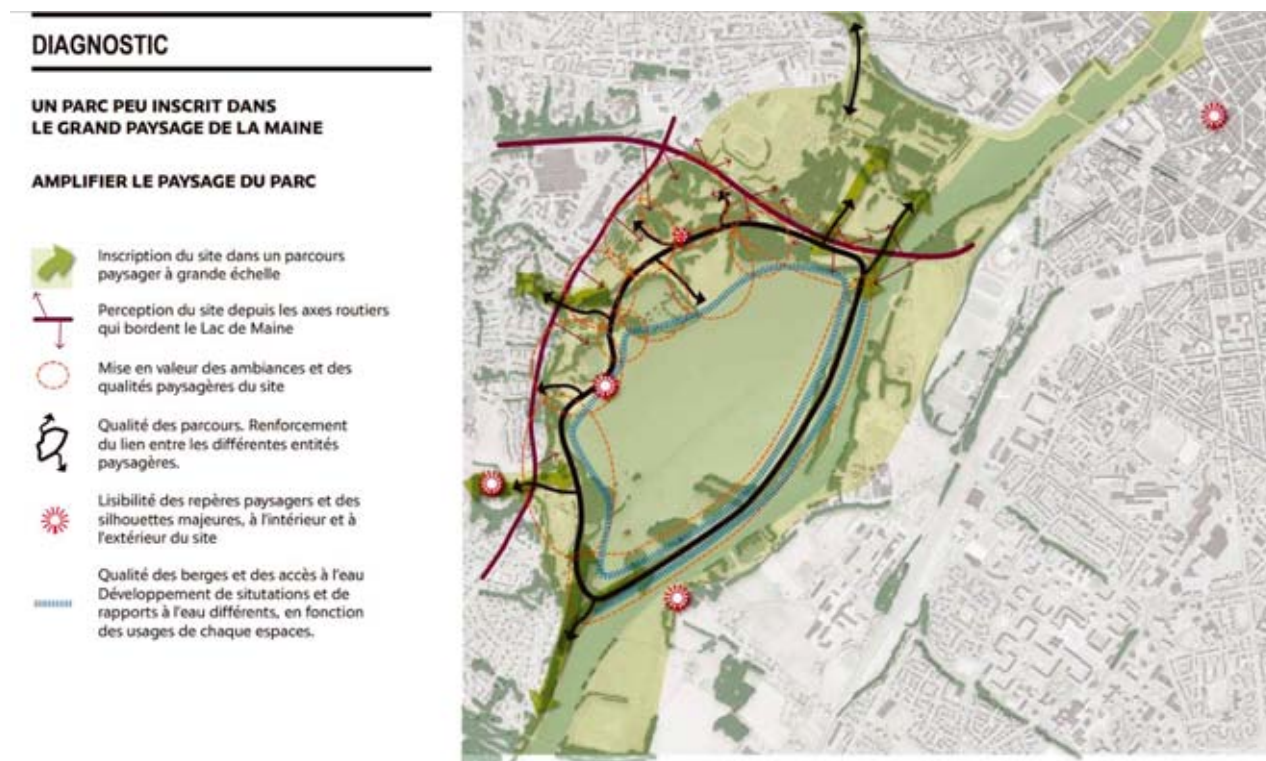 DIAGNOSTIC
UN PARC PEU INSCRIT DANS
LE GRAND PAYSAGE DE LA MAINE
AMPLIFIER LE PAYSAGE DU PARC
Inscription du site dans un parcours
paysager à grande échelle
Perception du site depuis les axes routiers
qui bordent le Lac de Maine
Mise en valeur des ambiances et des
qualités paysagères du site
Qualité des parcours. Renforcement
du lien entre les différentes entités
paysagères.
Lisibilité des repères paysagers et des
silhouettes majeures, à l'intérieur et à
l'extérieur du site
Qualité des berges et des accès à l'eau
Développement de situtations et de
rapports à l'eau différents, en fonction
des usages de chaque espaces.